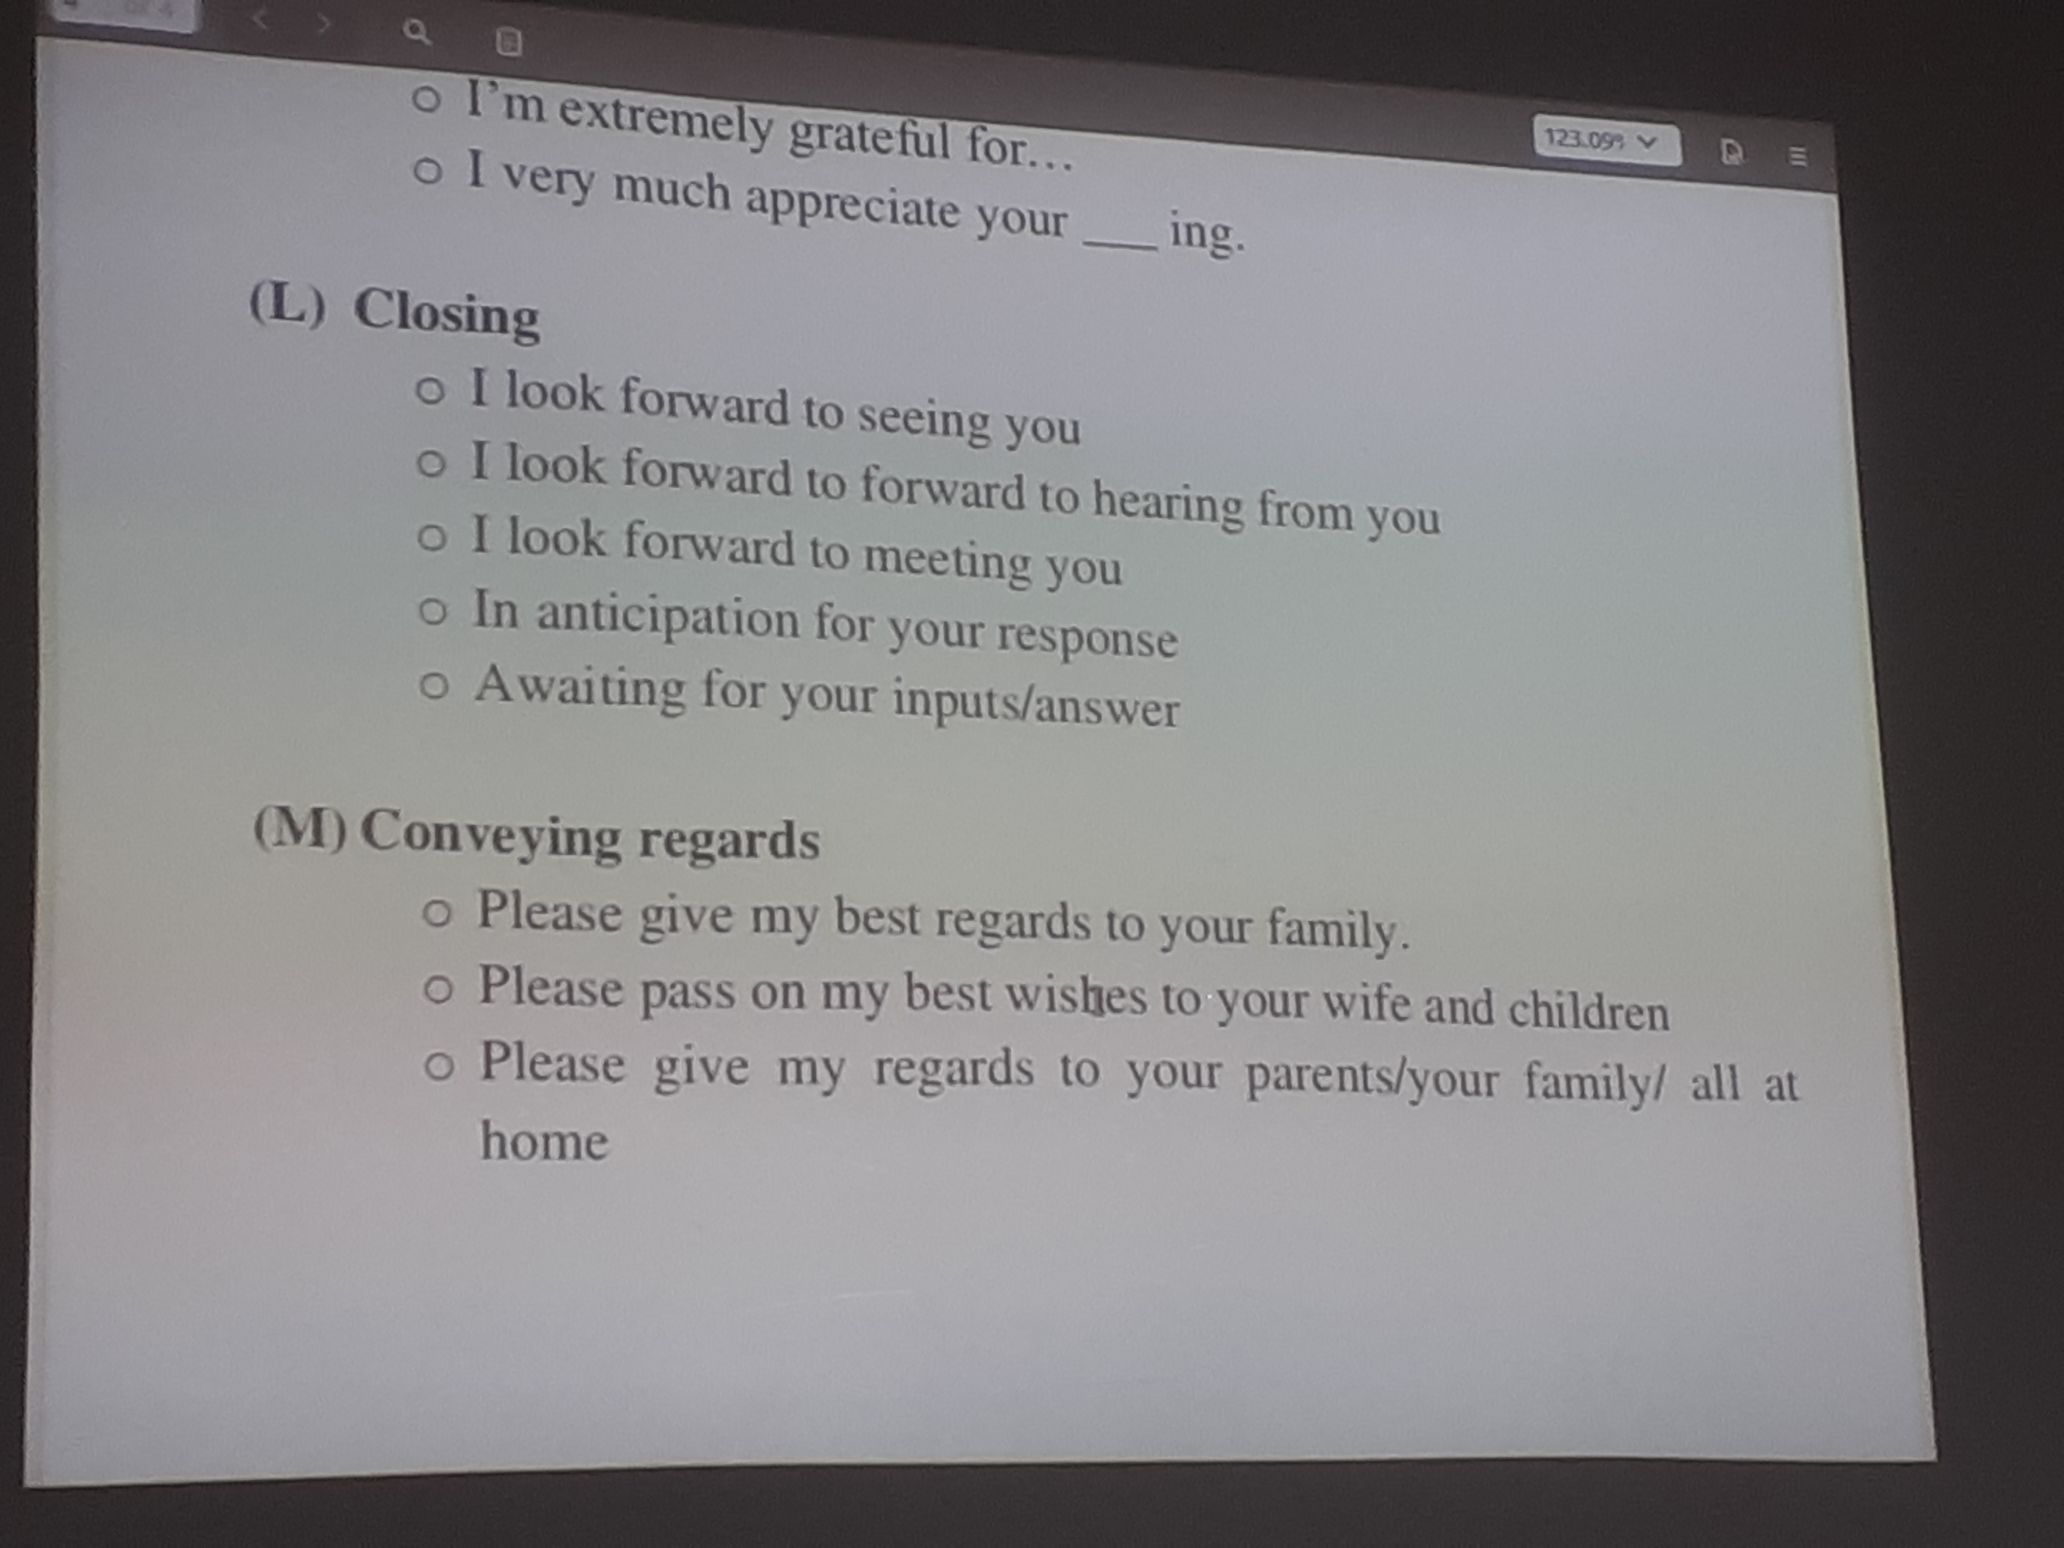 123.09%
o I'm extremely grateful for...
o I very much appreciate your ___ ing.
(L) Closing
o I look forward to seeing you
o I look forward to forward to hearing from you
o I look forward to meeting you
o In anticipation for your response
o Awaiting for your inputs/answer
(M) Conveying regards
o Please give my best regards to your family.
o Please pass on my best wishes to your wife and children
o Please give my regards to your parents/your family/ all at
home